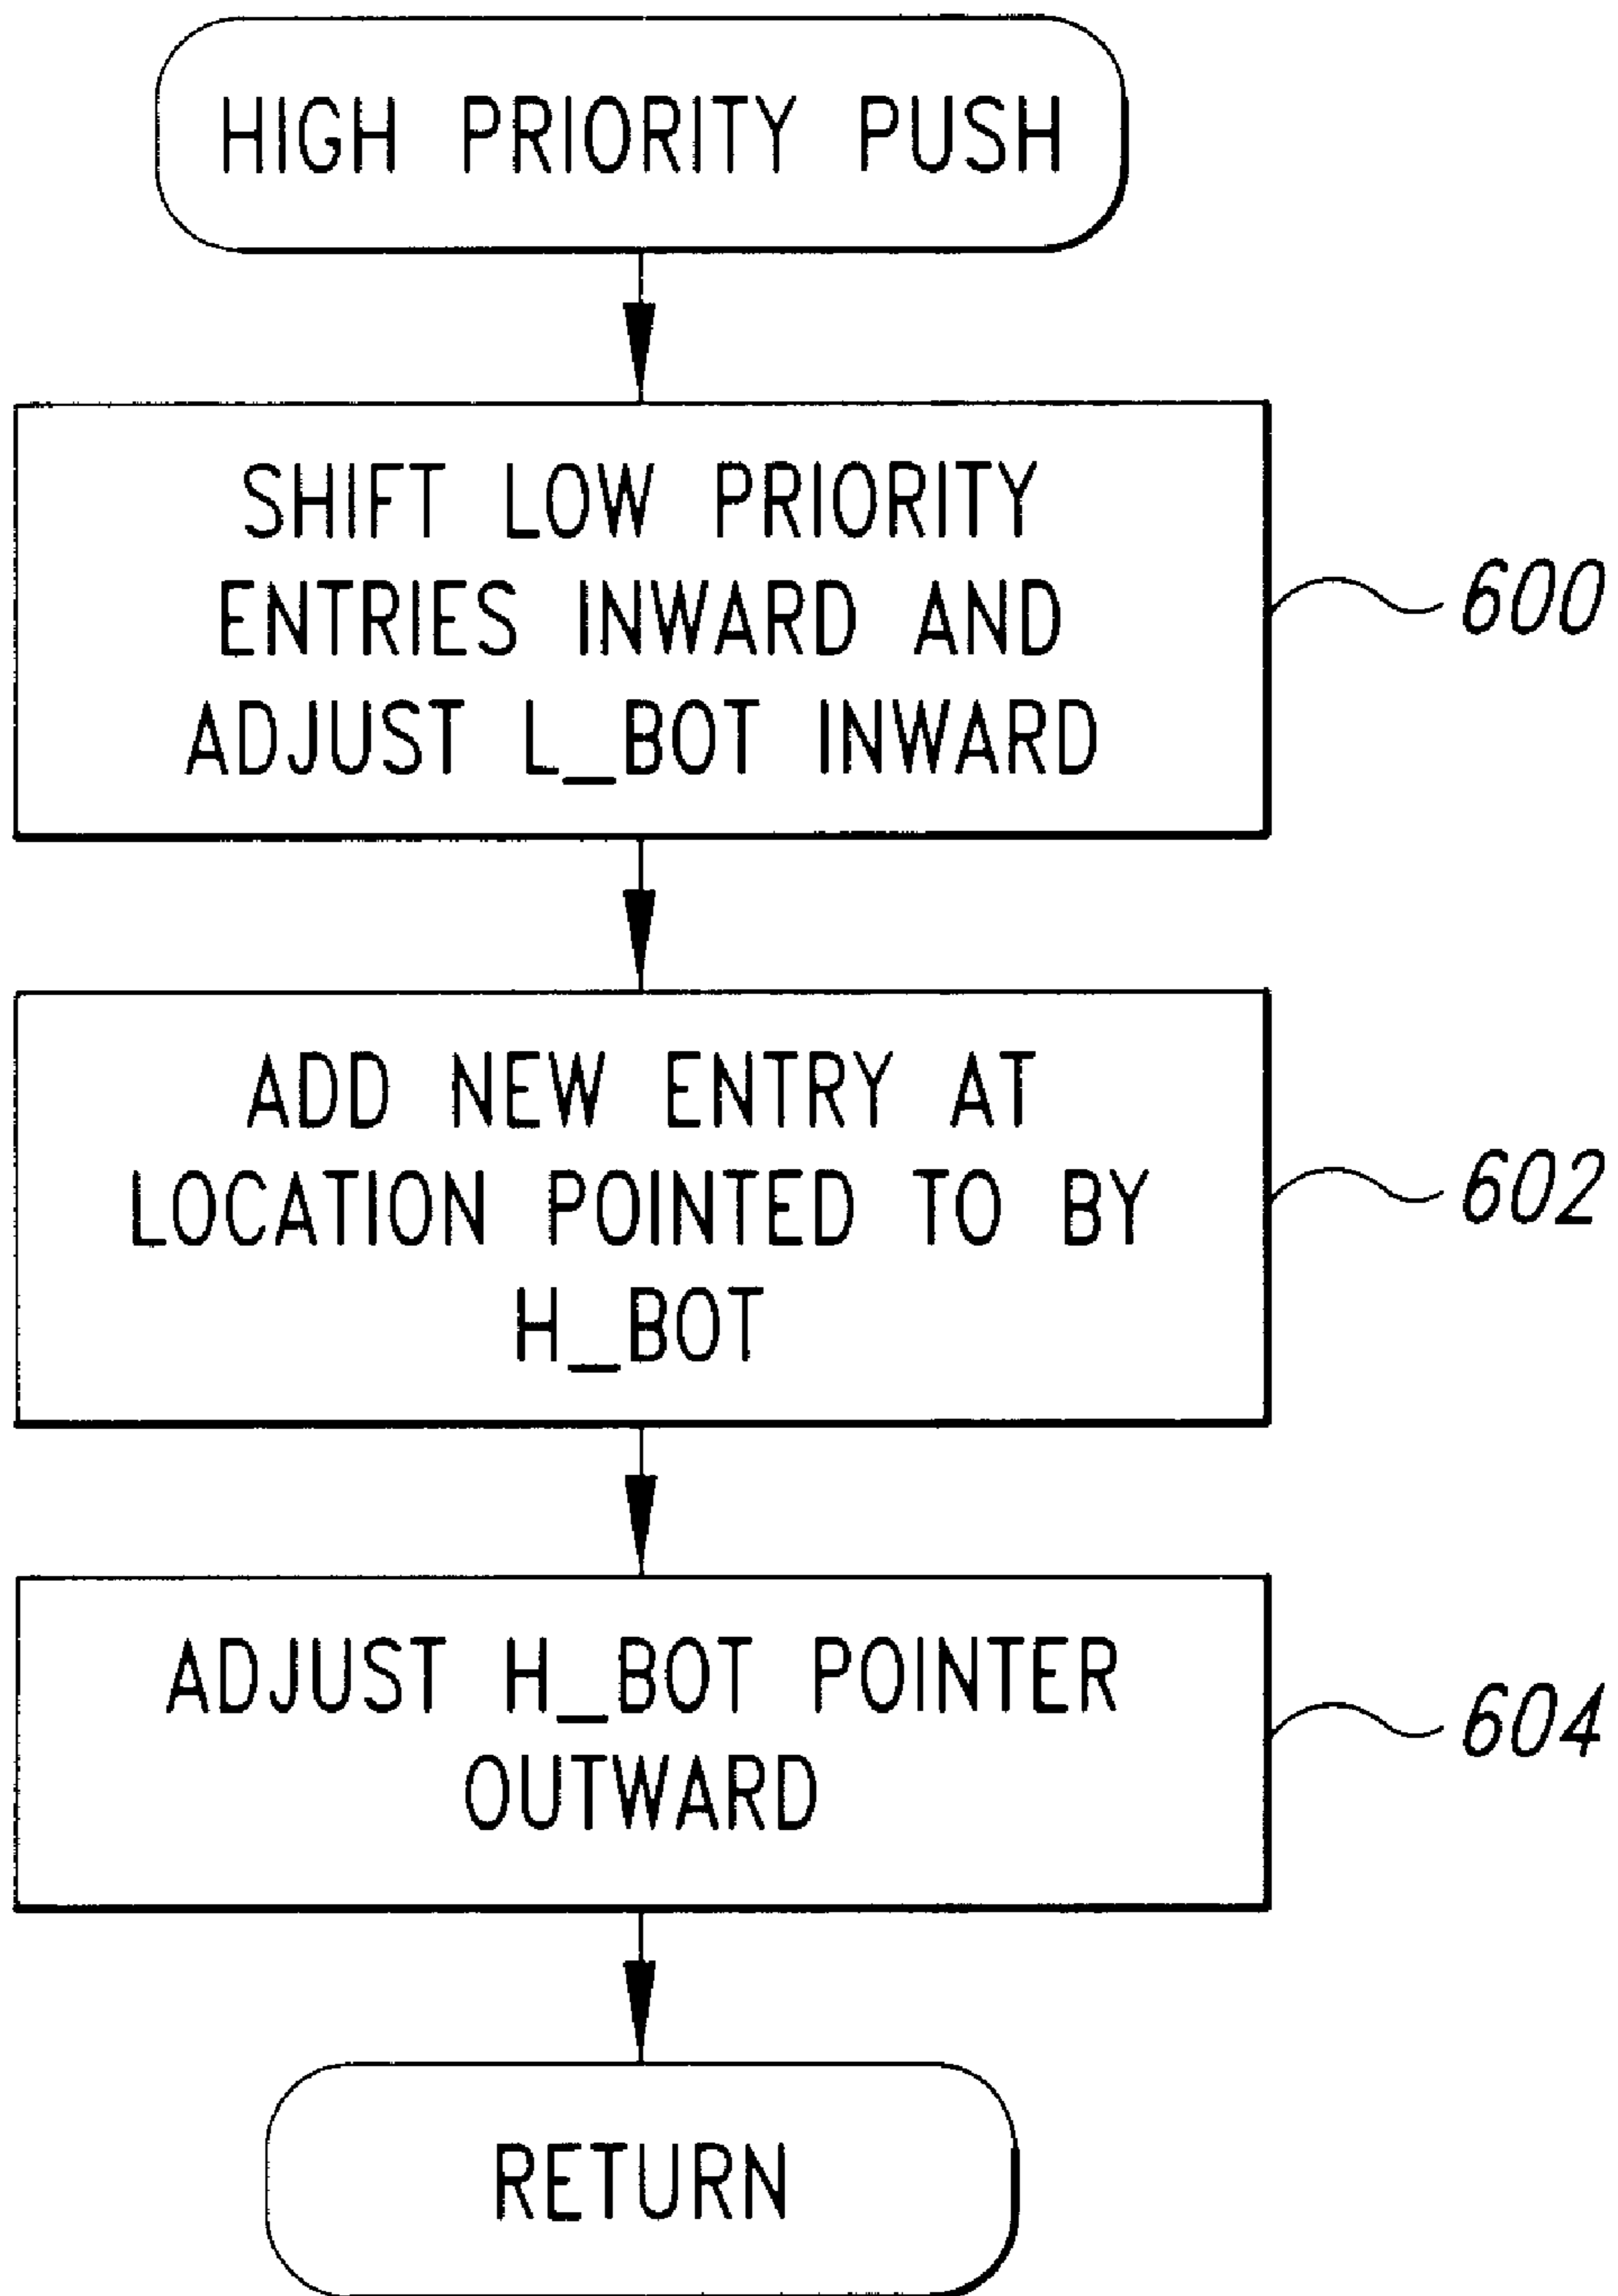 HIGH PRIORITY PUSH
SHIFT LOW PRIORITY
ENTRIES INWARD AND
ADJUST L_BOT INWARD
600
ADD NEW ENTRY AT
LOCATION POINTED TO BY
H_BOT
602
ADJUST H_BOT POINTER
OUTWARD
604
RETURN